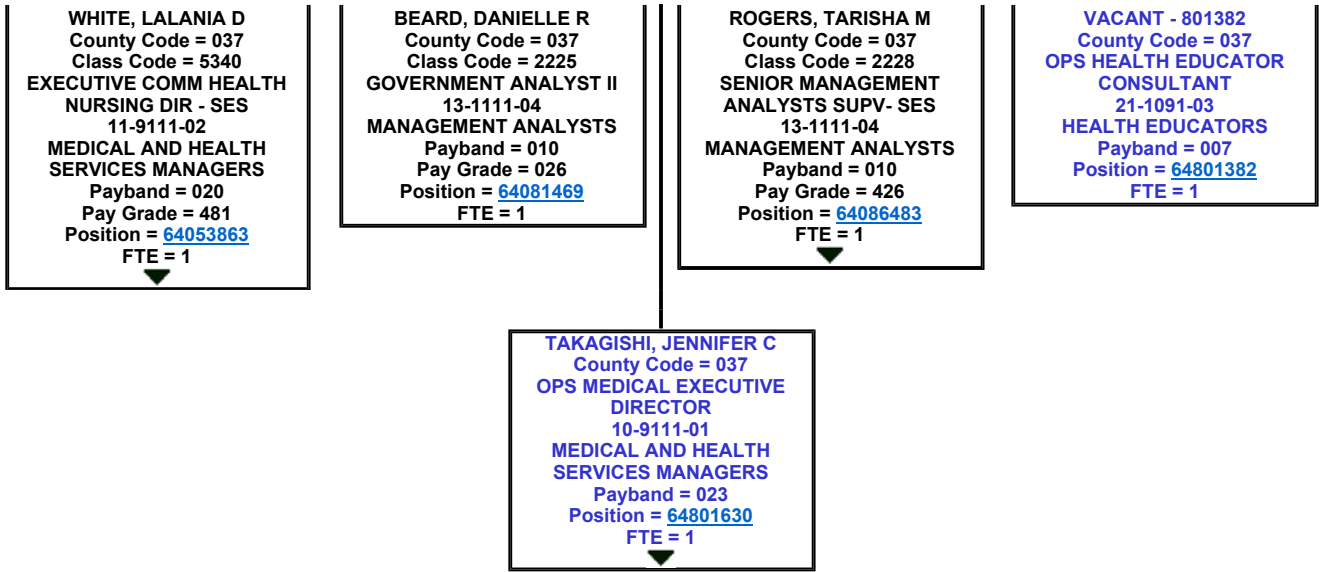 WHITE, LALANIA D
County Code = 037
Class Code = 5340
EXECUTIVE COMM HEALTH
NURSING DIR - SES
11-9111-02
MEDICAL AND HEALTH
SERVICES MANAGERS
Payband = 020
Pay Grade = 481
Position = 64053863
FTE = 1
BEARD, DANIELLE R
County Code = 037
Class Code = 2225
GOVERNMENT ANALYST II
13-1111-04
MANAGEMENT ANALYSTS
Payband = 010
Pay Grade = 026
Position = 64081469
FTE = 1
ROGERS, TARISHA M
County Code = 037
Class Code = 2228
SENIOR MANAGEMENT
ANALYSTS SUPV- SES
13-1111-04
MANAGEMENT ANALYSTS
Payband = 010
Pay Grade = 426
Position = 64086483
FTE = 1
VACANT - 801382
County Code = 037
OPS HEALTH EDUCATOR
CONSULTANT
21-1091-03
HEALTH EDUCATORS
Payband = 007
Position = 64801382
FTE = 1
TAKAGISHI, JENNIFER C
County Code = 037
OPS MEDICAL EXECUTIVE
DIRECTOR
10-9111-01
MEDICAL AND HEALTH
SERVICES MANAGERS
Payband = 023
Position = 64801630
FTE = 1